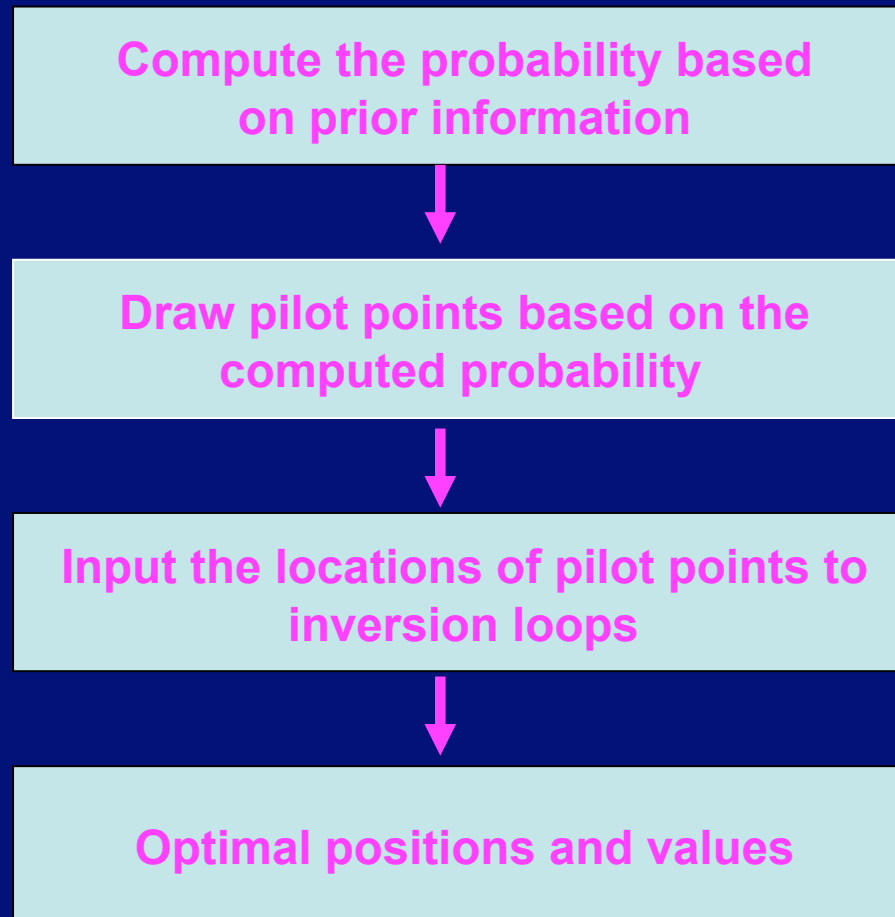 Compute the probability based
on prior information
Draw pilot points based on the
computed probability
Input the locations of pilot points to
inversion loops
Optimal positions and values